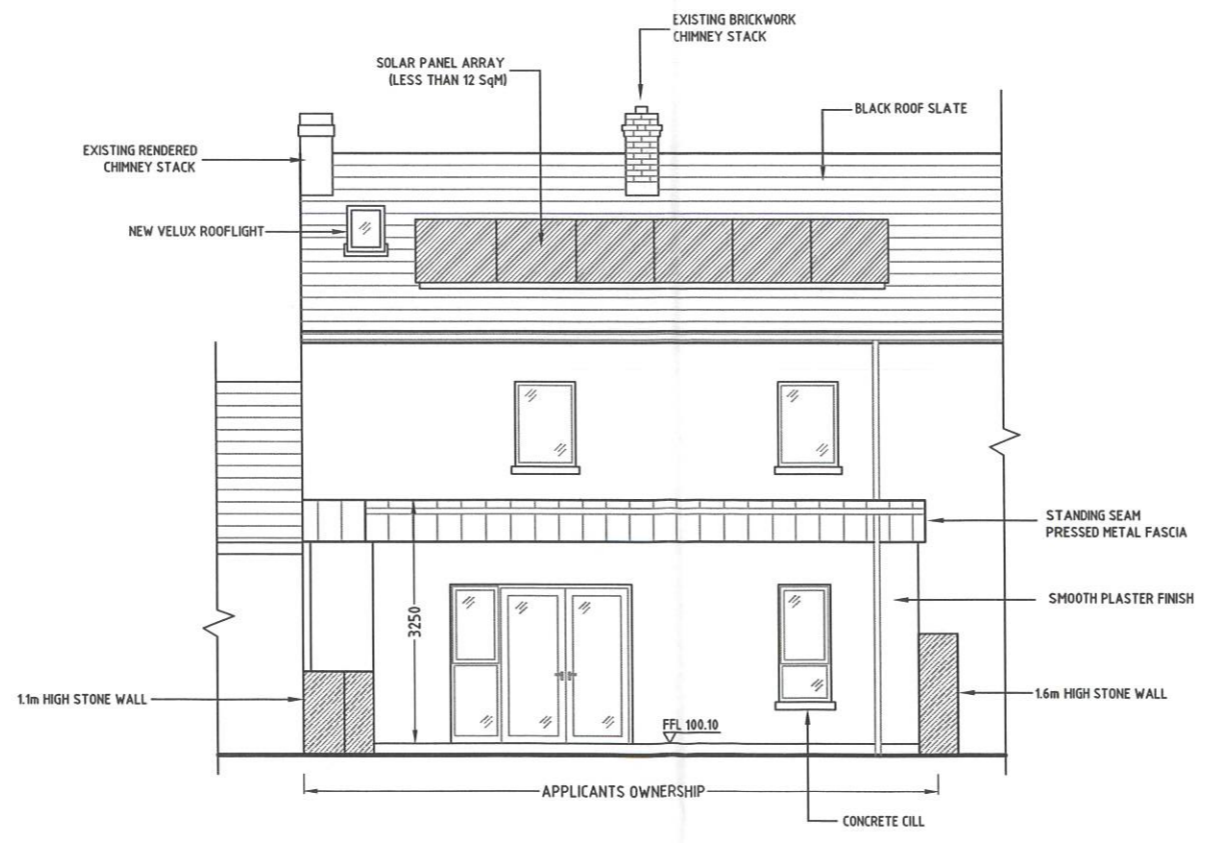 EXISTING BRICKWORK
CHIMNEY STACK
SOLAR PANEL ARRAY
(LESS THAN 12 SqM)
BLACK ROOF SLATE
EXISTING RENDERED
CHIMNEY STACK
NEW VELUX ROOFLIGHT
STANDING SEAM
PRESSED METAL FASCIA
3250
SMOOTH PLASTER FINISH
1.1m HIGH STONE WALL
1.6m HIGH STONE WALL
FFL 100.10
APPLICANTS OWNERSHIP
CONCRETE CILL